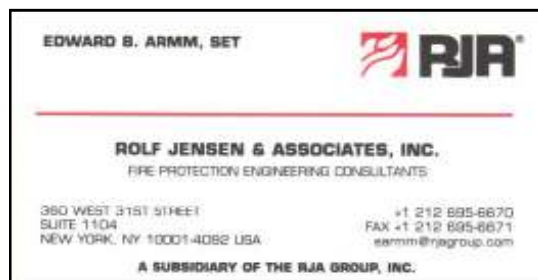 EDWARD B. ARMM, SET
RJA®
ROLF JENSEN & ASSOCIATES, INC.
FIRE PROTECTION ENGINEERING CONSULTANTS
360 WEST 31ST STREET
SUITE 1104
NEW YORK, NY 10001-4092 USA
+1 212 695-6670
FAX +1 212 695-6671
earmm@rjagroup.com
A SUBSIDIARY OF THE RJA GROUP, INC.